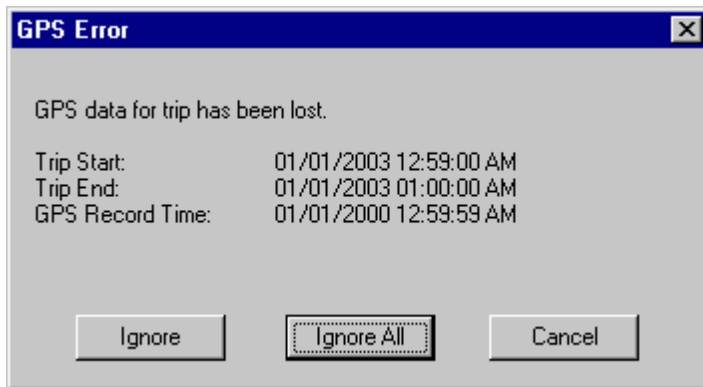 GPS Error
GPS data for trip has been lost.
Trip Start: 01/01/2003 12:59:00 AM
Trip End: 01/01/2003 01:00:00 AM
GPS Record Time: 01/01/2000 12:59:59 AM
Ignore Ignore All Cancel